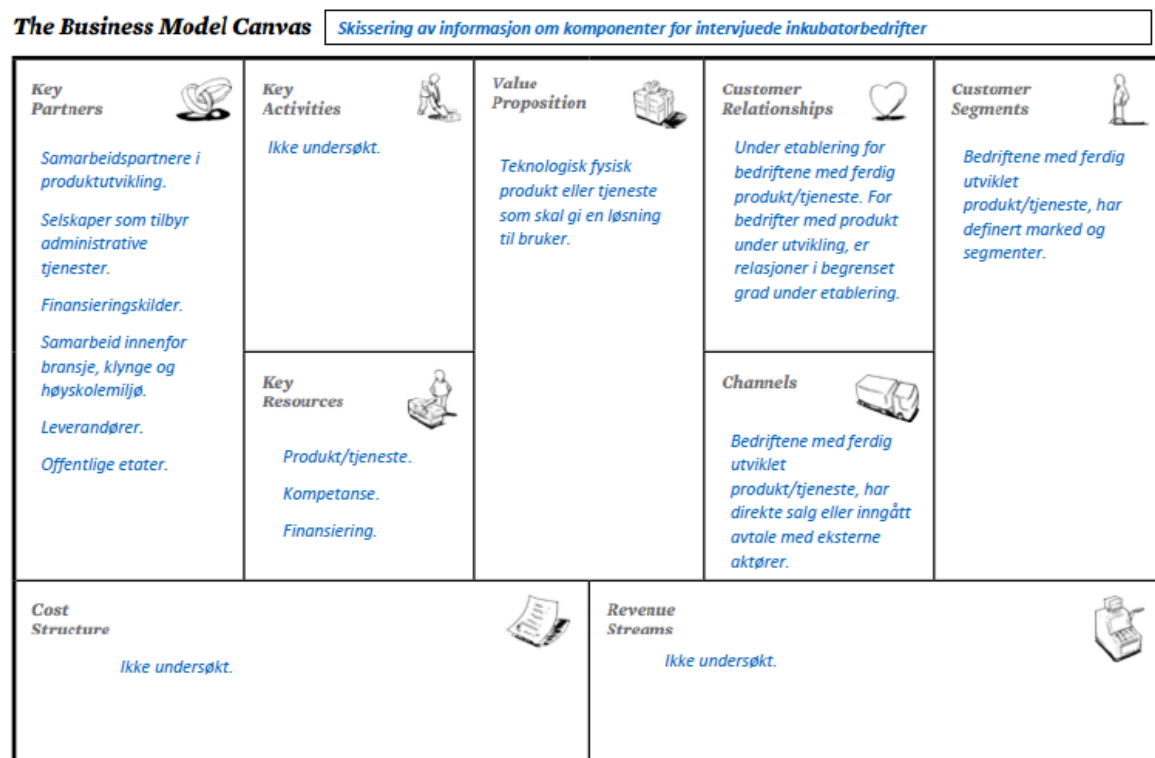 The Business Model Canvas
Skissering av informasjon om komponenter for intervjuede inkubatorbedrifter
Key
Partners
Samarbeidspartnere i
produktutvikling.
Selskaper som tilbyr
administrative
tjenester.
Finansieringskilder.
Samarbeid innenfor
bransje, klynge og
høyskolemiljø.
Leverandører.
Offentlige etater.
Key
Activities
Ikke undersøkt.
Key
Resources
Produkt/tjeneste.
Kompetanse.
Finansiering.
Value
Proposition
Teknologisk fysisk
produkt eller tjeneste
som skal gi en løsning
til bruker.
Customer
Relationships
Under etablering for
bedriftene med ferdig
produkt/tjeneste. For
bedrifter med produkt
under utvikling, er
relasjoner i begrenset
grad under etablering.
Channels
Bedriftene med ferdig
utviklet
produkt/tjeneste, har
direkte salg eller inngått
avtale med eksterne
aktører.
Customer
Segments
Bedriftene med ferdig
utviklet
produkt/tjeneste, har
definert marked og
segmenter.
Cost
Structure
Ikke undersøkt.
Revenue
Streams
Ikke undersøkt.